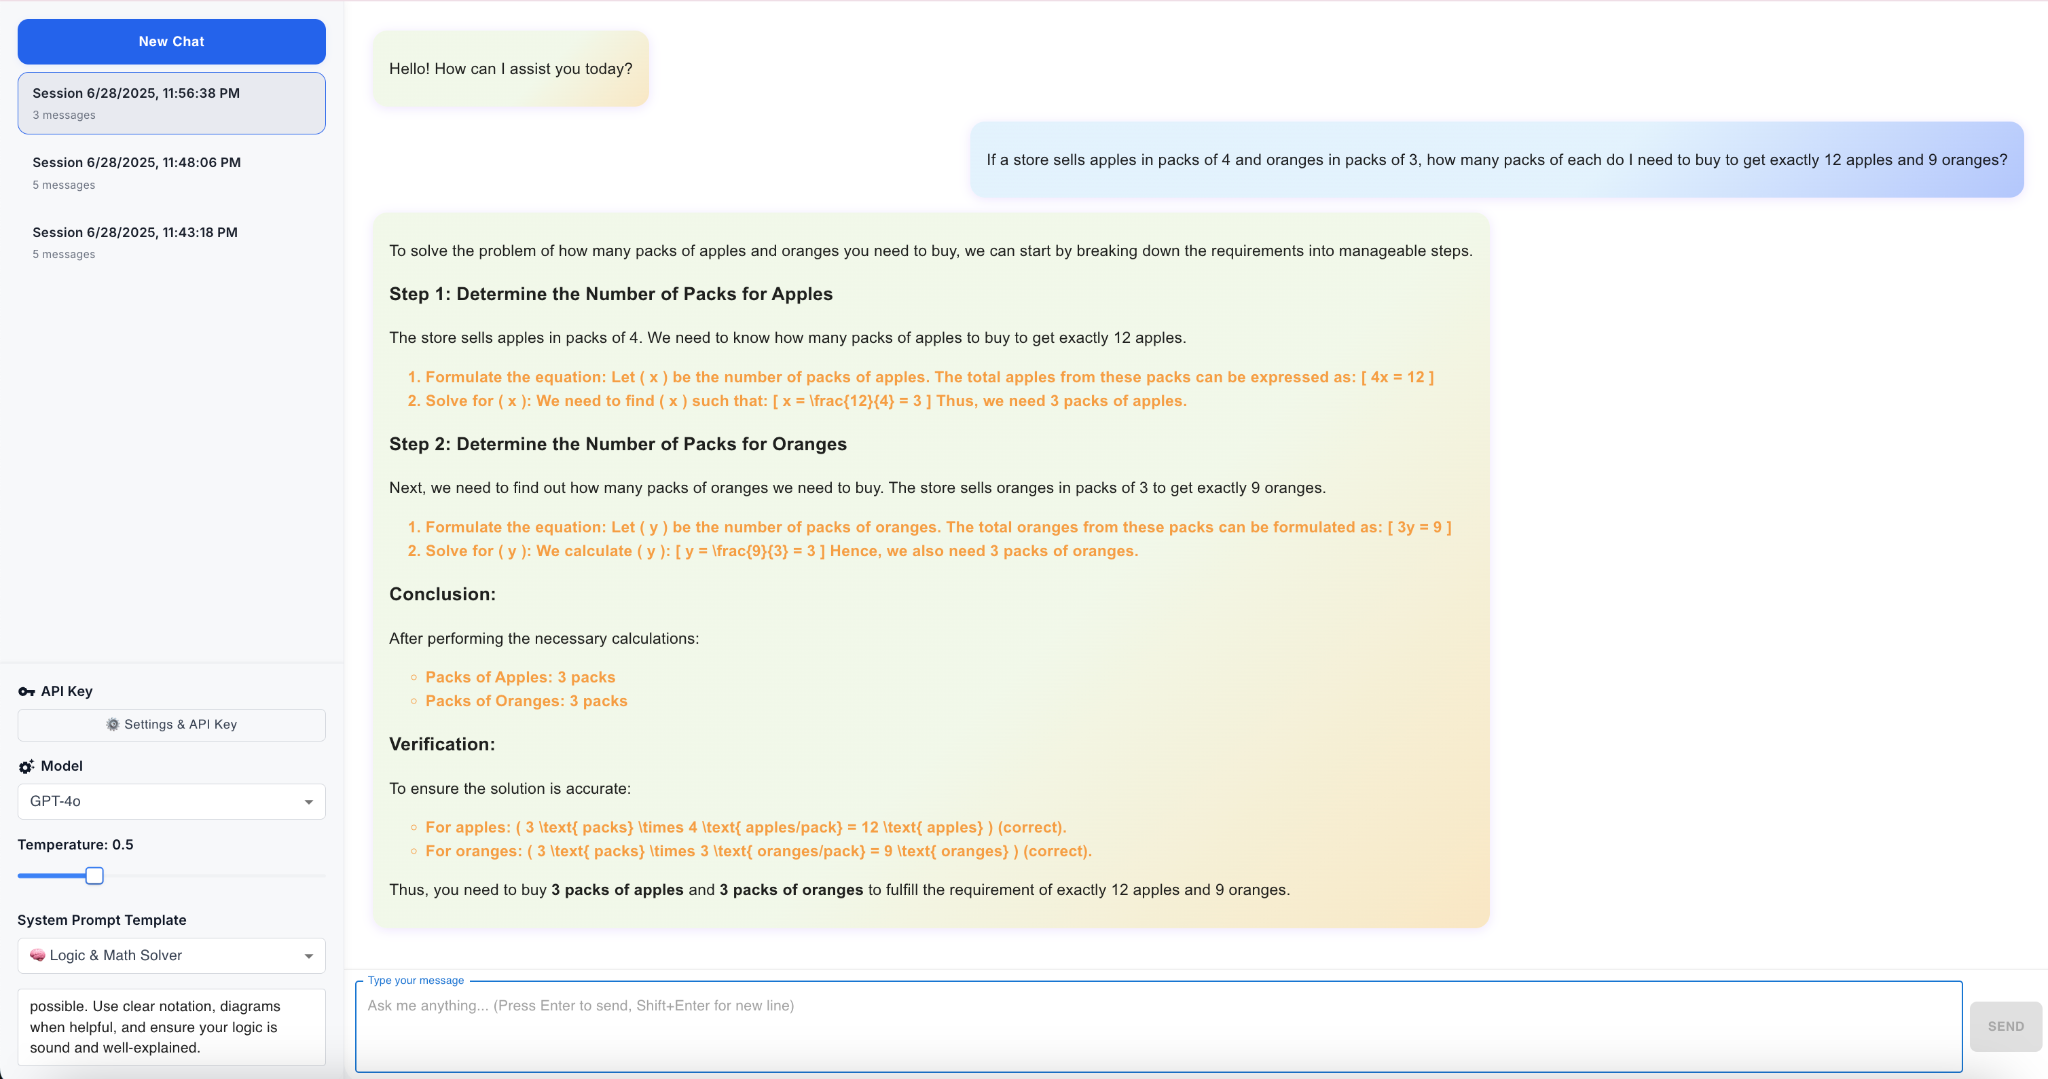 New Chat
Session 6/28/2025, 11:56:38 PM
3 messages
Session 6/28/2025, 11:48:06 PM
5 messages
Session 6/28/2025, 11:43:18 PM
5 messages
API Key
Settings & API Key
Model
GPT-4o
Temperature: 0.5
System Prompt Template
Logic & Math Solver
possible. Use clear notation, diagrams
when helpful, and ensure your logic is
sound and well-explained.
Hello! How can I assist you today?
If a store sells apples in packs of 4 and oranges in packs of 3, how many packs of each do I need to buy to get exactly 12 apples and 9 oranges?
To solve the problem of how many packs of apples and oranges you need to buy, we can start by breaking down the requirements into manageable steps.
Step 1: Determine the Number of Packs for Apples
The store sells apples in packs of 4. We need to know how many packs of apples to buy to get exactly 12 apples.
1. Formulate the equation: Let ( x ) be the number of packs of apples. The total apples from these packs can be expressed as: [ 4x = 12 ]
2. Solve for ( x ): We need to find ( x ) such that: [ x = \frac{12}{4} = 3 ] Thus, we need 3 packs of apples.
Step 2: Determine the Number of Packs for Oranges
Next, we need to find out how many packs of oranges we need to buy. The store sells oranges in packs of 3 to get exactly 9 oranges.
1. Formulate the equation: Let ( y ) be the number of packs of oranges. The total oranges from these packs can be formulated as: [ 3y = 9 ]
2. Solve for ( y ): We calculate ( y ): [ y = \frac{9}{3} = 3 ] Hence, we also need 3 packs of oranges.
Conclusion:
After performing the necessary calculations:
◦ Packs of Apples: 3 packs
◦ Packs of Oranges: 3 packs
Verification:
To ensure the solution is accurate:
◦ For apples: ( 3 \text{ packs} \times 4 \text{ apples/pack} = 12 \text{ apples} ) (correct).
◦ For oranges: ( 3 \text{ packs} \times 3 \text{ oranges/pack} = 9 \text{ oranges} ) (correct).
Thus, you need to buy 3 packs of apples and 3 packs of oranges to fulfill the requirement of exactly 12 apples and 9 oranges.
Type your message
Ask me anything... (Press Enter to send, Shift+Enter for new line)
SEND